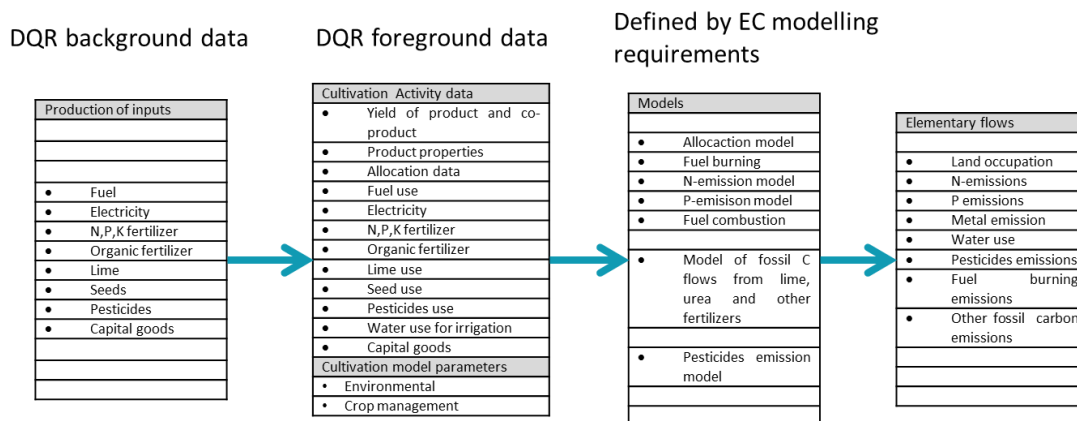 DQR background data
DQR foreground data
Defined by EC modelling
requirements
Production of inputs
• Fuel
• Electricity
• N,P,K fertilizer
• Organic fertilizer
• Lime
• Seeds
• Pesticides
• Capital goods
Cultivation Activity data
• Yield of product and co-
product
• Product properties
• Allocation data
• Fuel use
• Electricity
• N,P,K fertilizer
• Organic fertilizer
• Lime use
• Seed use
• Pesticides use
• Water use for irrigation
• Capital goods
Cultivation model parameters
• Environmental
• Crop management
Models
• Allocaction model
• Fuel burning
• N-emission model
• P-emisison model
• Fuel combustion
• Model of fossil C
flows from lime,
urea and other
fertilizers
• Pesticides emission
model
Elementary flows
• Land occupation
• N-emissions
• P emissions
• Metal emission
• Water use
• Pesticides emissions
• Fuel burning
emissions
• Other fossil carbon
emissions